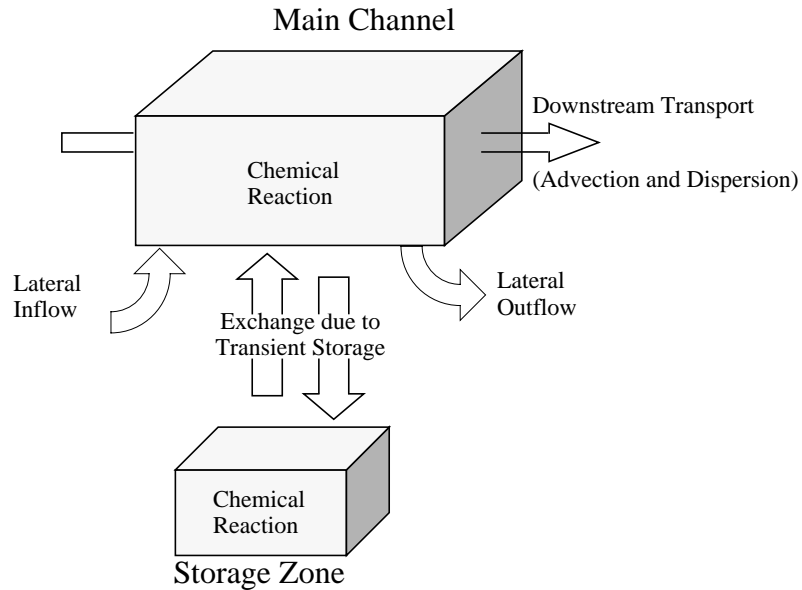 Main Channel
Downstream Transport
(Advection and Dispersion)
Chemical
Reaction
Lateral
Inflow
Lateral
Outflow
Exchange due to
Transient Storage
Chemical
Reaction
Storage Zone